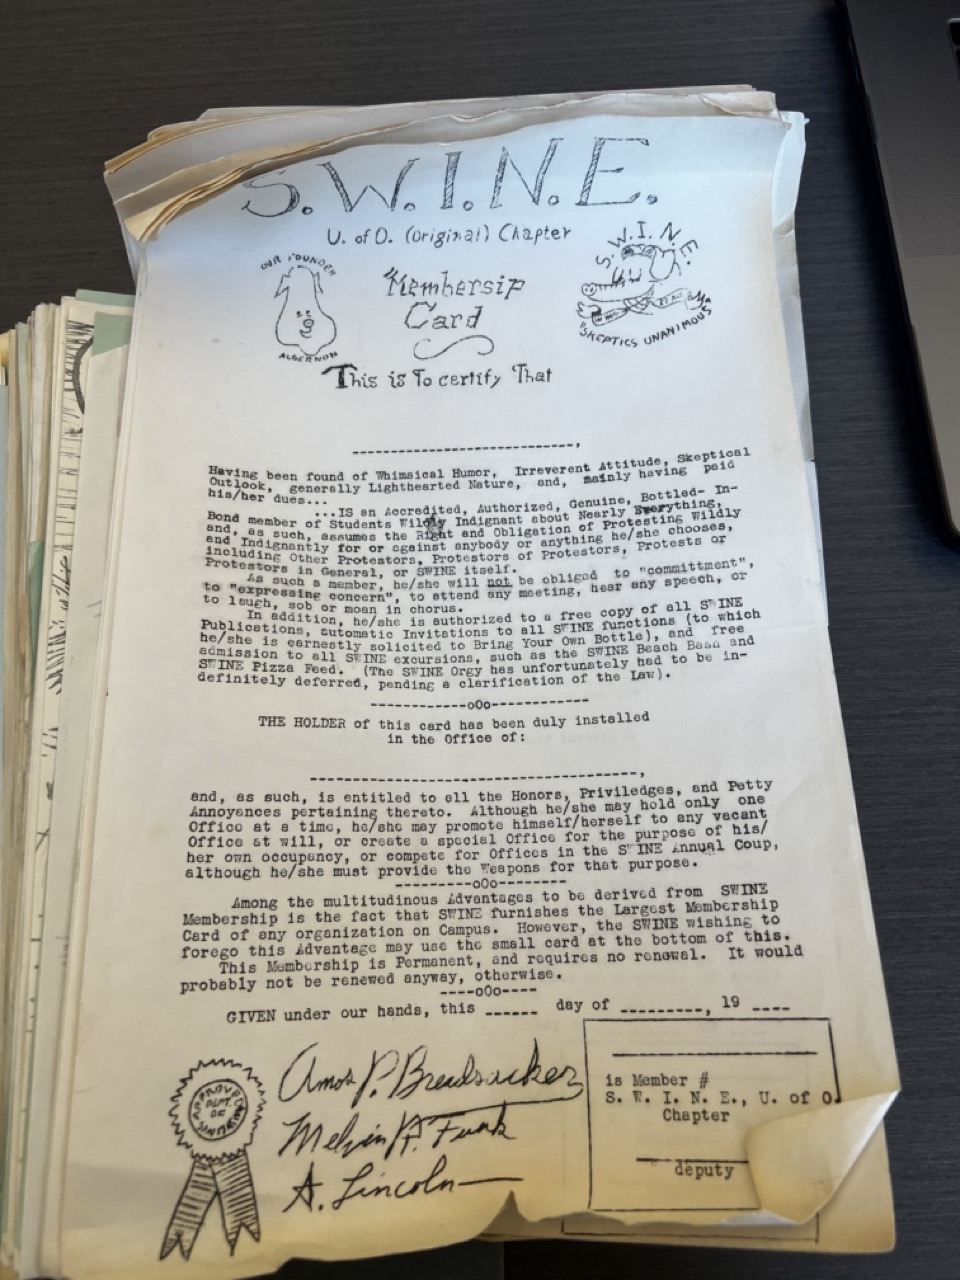 S.W.I.N.E.
U. of O. (original) Chapter
OUR FOUNDER
ALBERNON
Membersip
Card
S.W.I.N.E.
"SKEPTICS UNANIMOUS"
This is To certify That
--------------------------,
Having been found of Whimsical Humor, Irreverent Attitude, Skeptical
Outlook, generally Lighthearted Nature, and, mainly having paid
his/her dues...
...IS an Accredited, Authorized, Genuine, Bottled- In-
Bond member of Students Wildly Indignant about Nearly Everything,
and, as such, assumes the Right and Obligation of Protesting Wildly
and Indignantly for or against anybody or anything he/she chooses,
including Other Protestors, Protestors of Protestors, Protests or
Protestors in General, or SWINE itself.
As such a member, he/she will not be obliged to "committment",
to "expressing concern", to attend any meeting, hear any speech, or
to laugh, sob or moan in chorus.
In addition, he/she is authorized to a free copy of all SWINE
Publications, automatic Invitations to all SWINE functions (to which
he/she is earnestly solicited to Bring Your Own Bottle), and free
admission to all SWINE excursions, such as the SWINE Beach Bash and
SWINE Pizza Feed. (The SWINE Orgy has unfortunately had to be in-
definitely deferred, pending a clarification of the Law).
------------oOo------------
THE HOLDER of this card has been duly installed
in the Office of:
------------------------------------,
and, as such, is entitled to all the Honors, Priviledges, and Petty
Annoyences pertaining thereto. Although he/she may hold only one
Office at a time, he/she may promote himself/herself to any vacant
Office at will, or create a special Office for the purpose of his/
her own occupancy, or compete for Offices in the SWINE Annual Coup,
although he/she must provide the Weapons for that purpose.
---------oOo---------
Among the multitudinous Advantages to be derived from SWINE
Membership is the fact that SWINE furnishes the Largest Membership
Card of any organization on Campus. However, the SWINE wishing to
forego this Advantage may use the small card at the bottom of this.
This Membership is Permanent, and requires no renewal. It would
probably not be renewed anyway, otherwise.
----oOo----
GIVEN under our hands, this ______ day of _________, 19 ____
APPROVED
DEPT. OF
Amos P. Breadsacker
Melvin A. Funk
A. Lincoln
is Member #
S. W. I. N. E., U. of O.
Chapter
deputy